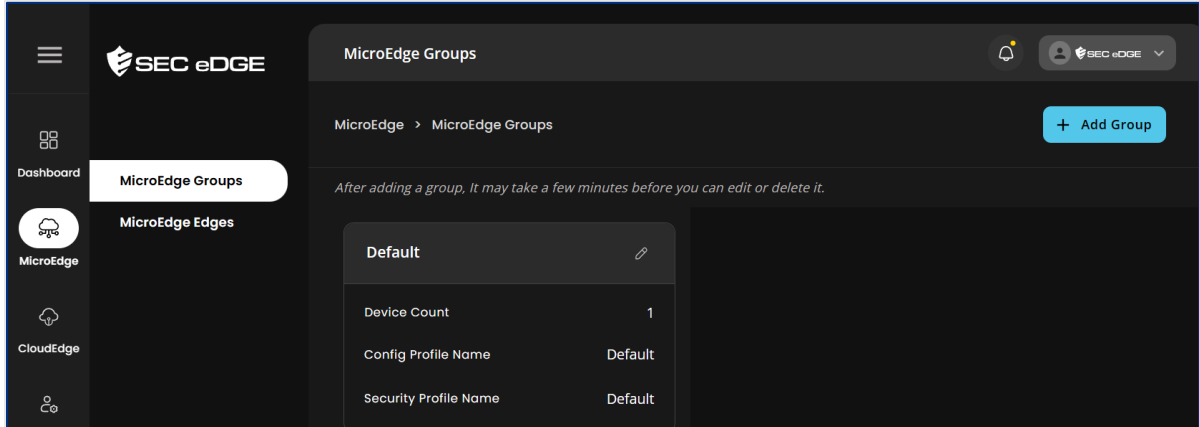 SEC eDGE
MicroEdge Groups
SEC eDGE
MicroEdge > MicroEdge Groups
+ Add Group
Dashboard
MicroEdge Groups
After adding a group, It may take a few minutes before you can edit or delete it.
MicroEdge Edges
MicroEdge
Default
Device Count 1
CloudEdge
Config Profile Name Default
Security Profile Name Default